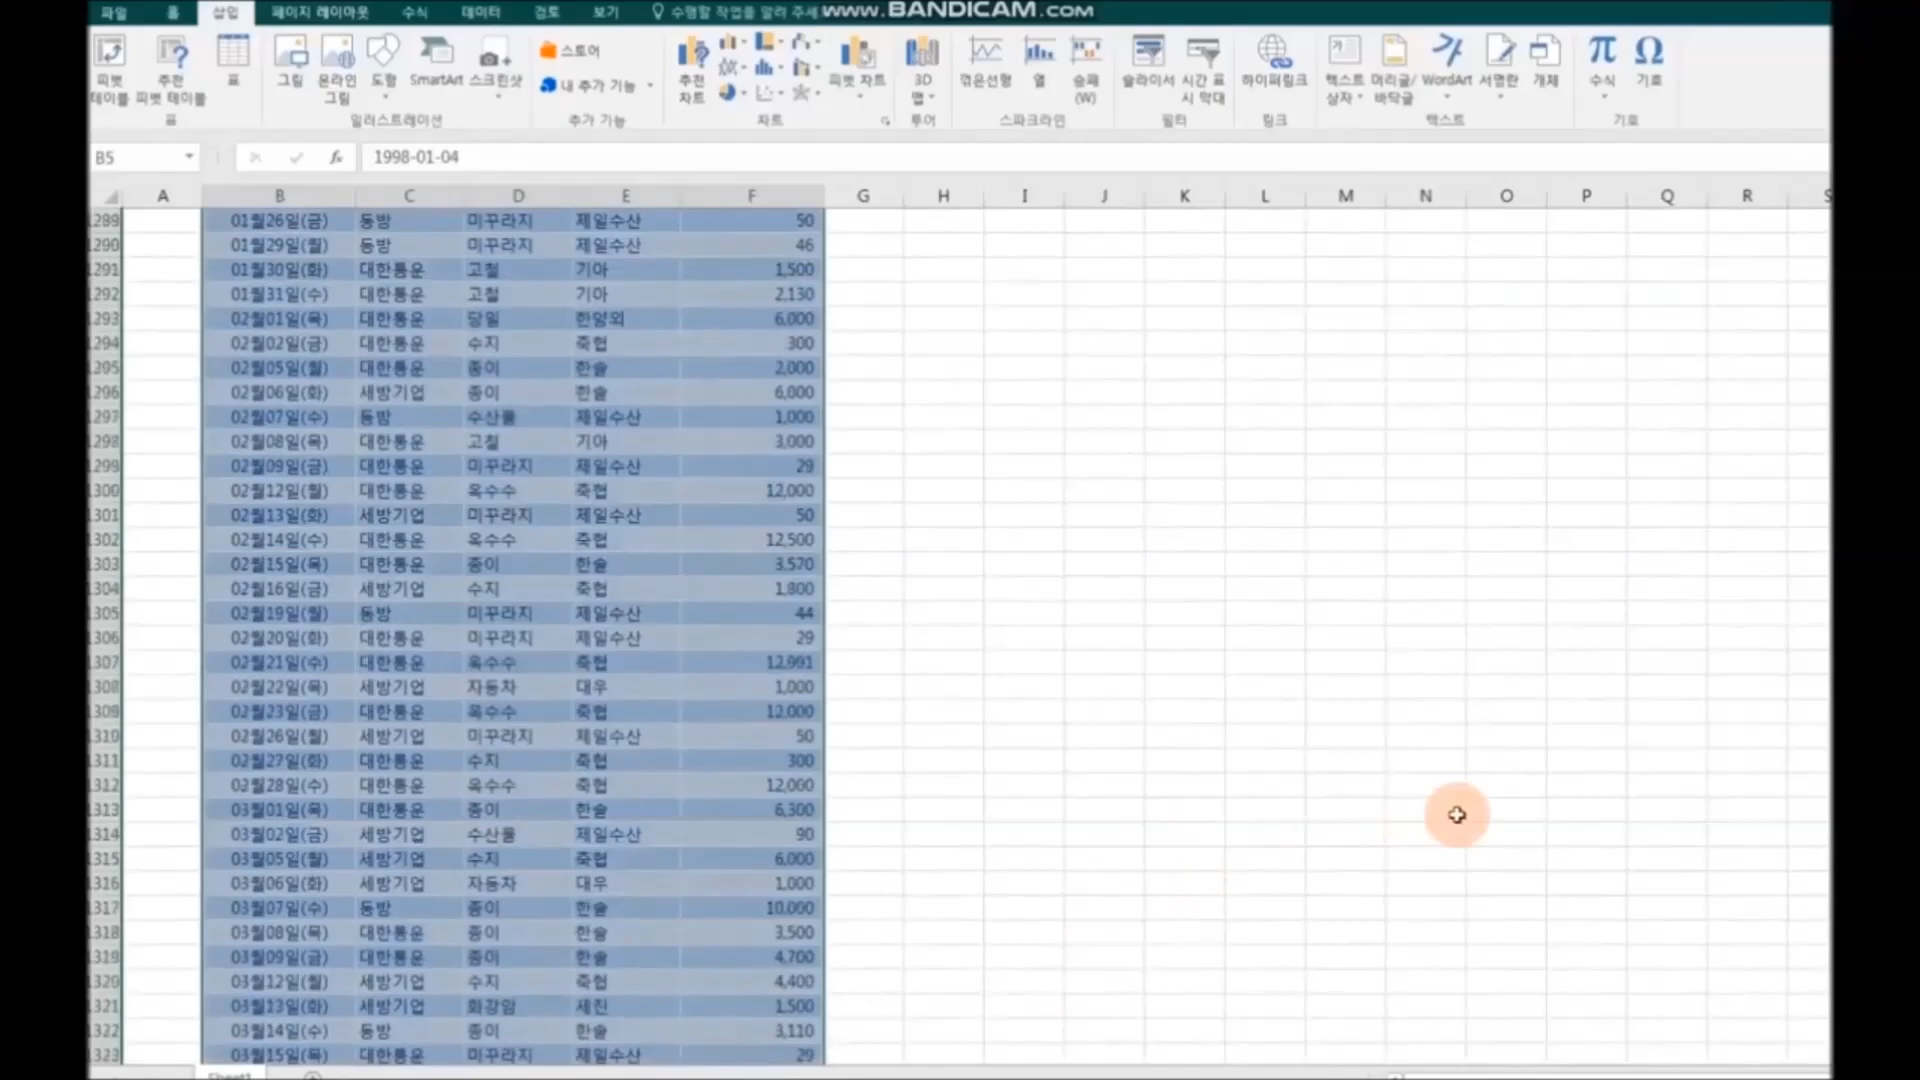 파일 홈 삽입 페이지 레이아웃 수식 데이터 검토 보기 수행할 작업을 알려 주세 www.BANDICAM.com
피벗 테이블 추천 피벗 테이블 표 그림 온라인 그림 도형 SmartArt 스크린샷 스토어 내 추가 기능 추천 차트 피벗 차트 3D 맵 꺾은선형 열 승패 (W) 슬라이서 시간 표시 막대 하이퍼링크 텍스트 상자 머리글/바닥글 WordArt 서명란 개체 수식 기호
표 일러스트레이션 추가 기능 차트 투어 스파크라인 필터 링크 텍스트 기호
B5 fx 1998-01-04
A B C D E F G H I J K L M N O P Q R S
01월26일(금) 동방 미꾸라지 제일수산 50
1290 01월29일(월) 동방 미꾸라지 제일수산 46
1291 01월30일(화) 대한통운 고철 기아 1,500
1292 01월31일(수) 대한통운 고철 기아 2,130
1293 02월01일(목) 대한통운 당밀 한양외 6,000
1294 02월02일(금) 대한통운 수지 축협 300
1295 02월05일(월) 대한통운 종이 한솔 2,000
1296 02월06일(화) 세방기업 종이 한솔 6,000
1297 02월07일(수) 동방 수산물 제일수산 1,000
1298 02월08일(목) 대한통운 고철 기아 3,000
1299 02월09일(금) 대한통운 미꾸라지 제일수산 29
1300 02월12일(월) 대한통운 옥수수 축협 12,000
1301 02월13일(화) 세방기업 미꾸라지 제일수산 50
1302 02월14일(수) 대한통운 옥수수 축협 12,500
1303 02월15일(목) 대한통운 종이 한솔 3,570
1304 02월16일(금) 세방기업 수지 축협 1,800
1305 02월19일(월) 동방 미꾸라지 제일수산 44
1306 02월20일(화) 대한통운 미꾸라지 제일수산 29
1307 02월21일(수) 대한통운 옥수수 축협 12,991
1308 02월22일(목) 세방기업 자동차 대우 1,000
1309 02월23일(금) 대한통운 옥수수 축협 12,000
1310 02월26일(월) 세방기업 미꾸라지 제일수산 50
1311 02월27일(화) 대한통운 수지 축협 300
1312 02월28일(수) 대한통운 옥수수 축협 12,000
1313 03월01일(목) 대한통운 종이 한솔 6,300
1314 03월02일(금) 세방기업 수산물 제일수산 90
1315 03월05일(월) 세방기업 수지 축협 6,000
1316 03월06일(화) 세방기업 자동차 대우 1,000
1317 03월07일(수) 동방 종이 한솔 10,000
1318 03월08일(목) 대한통운 종이 한솔 3,500
1319 03월09일(금) 대한통운 종이 한솔 4,700
1320 03월12일(월) 세방기업 수지 축협 4,400
1321 03월13일(화) 세방기업 화강암 세진 1,500
1322 03월14일(수) 동방 종이 한솔 3,110
1323 03월15일(목) 대한통운 미꾸라지 제일수산 29
Sheet1